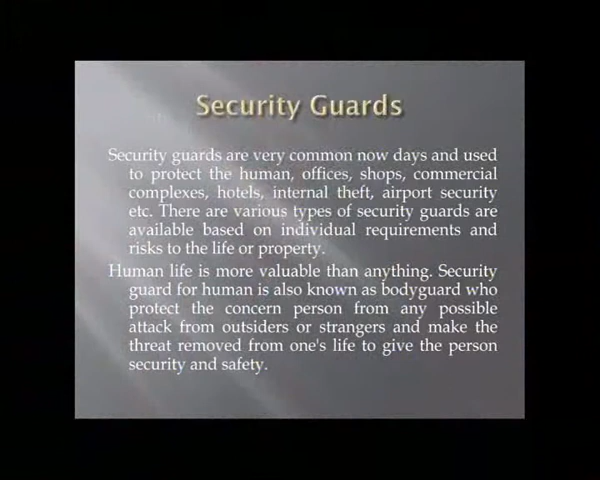 Security Guards
Security guards are very common now days and used
to protect the human, offices, shops, commercial
complexes, hotels, internal theft, airport security
etc. There are various types of security guards are
available based on individual requirements and
risks to the life or property.
Human life is more valuable than anything. Security
guard for human is also known as bodyguard who
protect the concern person from any possible
attack from outsiders or strangers and make the
threat removed from one's life to give the person
security and safety.